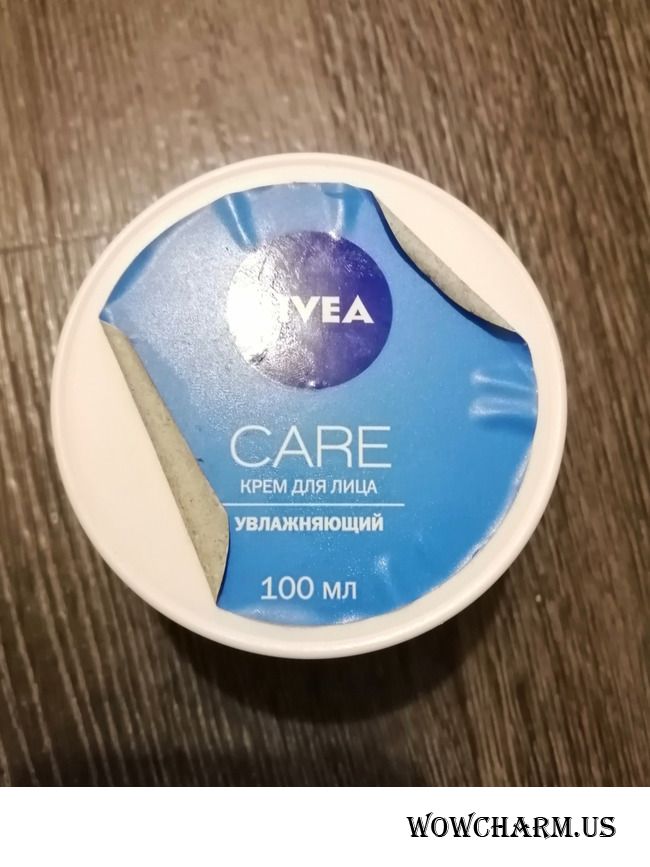 NIVEA
CARE
КРЕМ ДЛЯ ЛИЦА
УВЛАЖНЯЮЩИЙ
100 МЛ
WOWCHARM.US